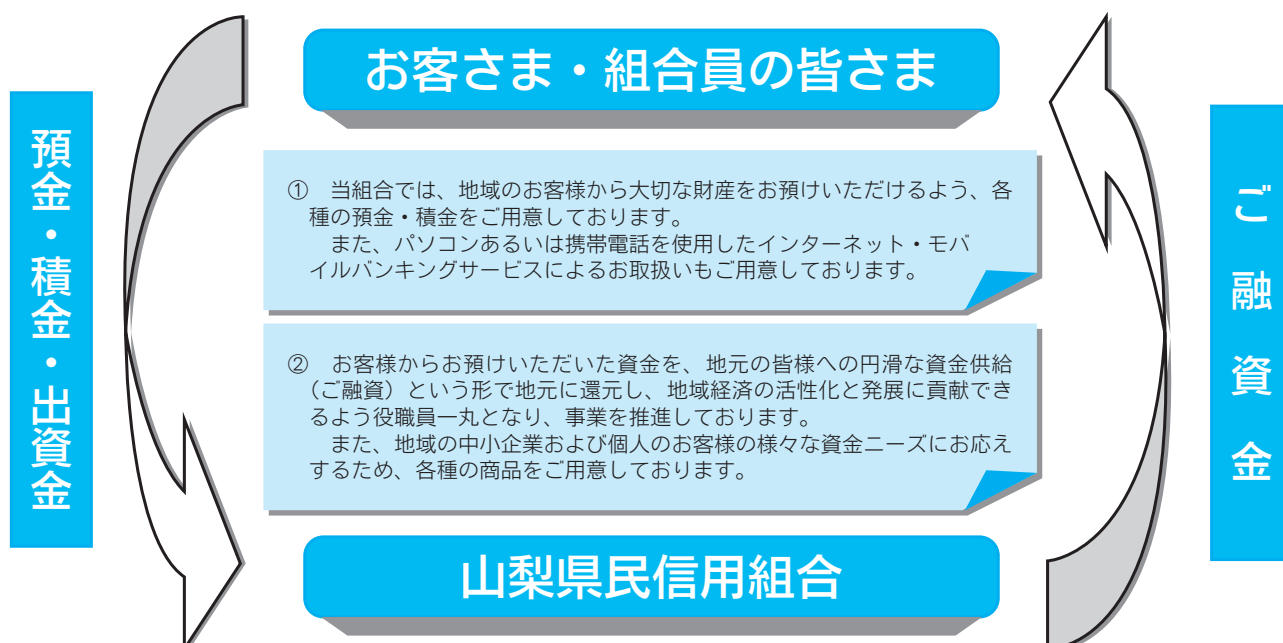 お客さま・組合員の皆さま
預金・積金・出資金
① 当組合では、地域のお客様から大切な財産をお預けいただけるよう、各
種の預金・積金をご用意しております。
また、パソコンあるいは携帯電話を使用したインターネット・モバ
イルバンキングサービスによるお取扱いもご用意しております。
② お客様からお預けいただいた資金を、地元の皆様への円滑な資金供給
(ご融資)という形で地元に還元し、地域経済の活性化と発展に貢献でき
るよう役職員一丸となり、事業を推進しております。
また、地域の中小企業および個人のお客様の様々な資金ニーズにお応え
するため、各種の商品をご用意しております。
ご融資金
山梨県民信用組合